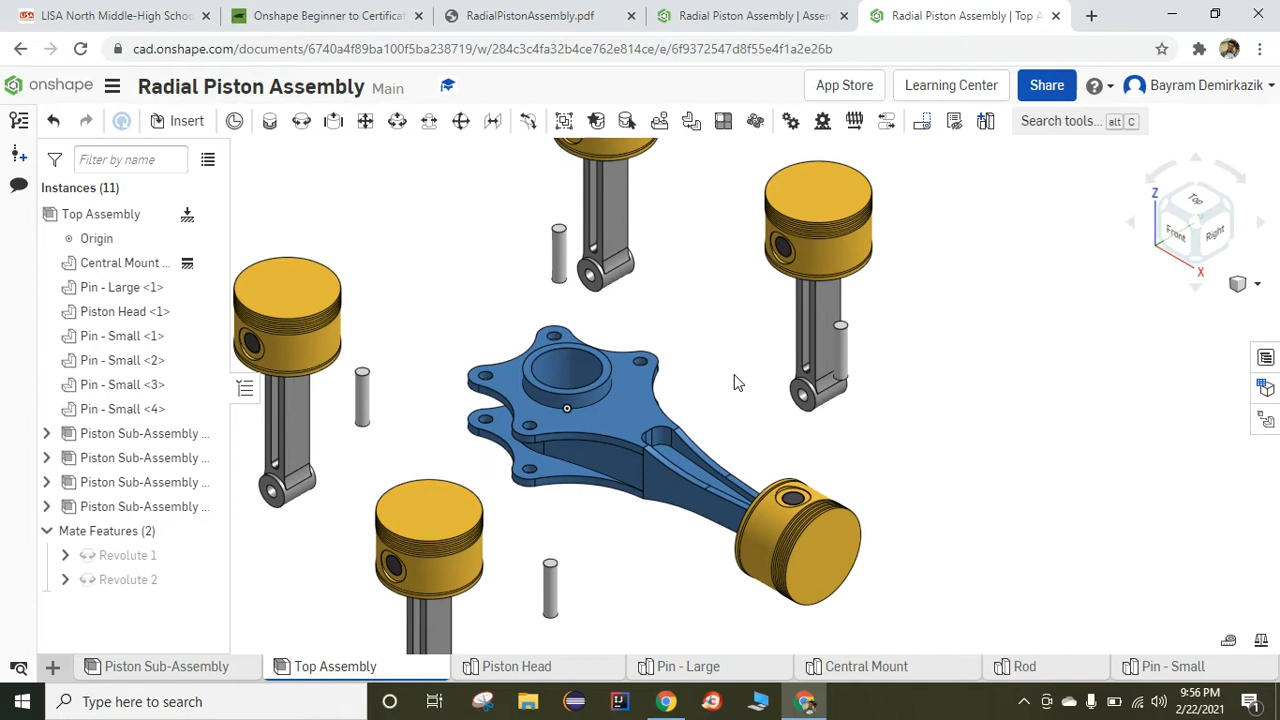 LISA North Middle-High Schoo
Onshape Beginner to Certificat
RadialPistonAssembly.pdf
Radial Piston Assembly | Assen
Radial Piston Assembly | Top A
cad.onshape.com/documents/6740a4f89ba100f5ba238719/w/284c3c4fa32b4ce762e814ce/e/6f9372547d8f55e4f1a2e26b
onshape
Radial Piston Assembly Main
App Store
Learning Center
Share
Bayram Demirkazik
Insert
Search tools... alt C
Filter by name
Instances (11)
Top Assembly
Origin
Central Mount ...
Pin - Large <1>
Piston Head <1>
Pin - Small <1>
Pin - Small <2>
Pin - Small <3>
Pin - Small <4>
Piston Sub-Assembly ...
Piston Sub-Assembly ...
Piston Sub-Assembly ...
Piston Sub-Assembly ...
Mate Features (2)
Revolute 1
Revolute 2
Z
Top
Front
Right
X
Piston Sub-Assembly
Top Assembly
Piston Head
Pin - Large
Central Mount
Rod
Pin - Small
Type here to search
9:56 PM
2/22/2021
1